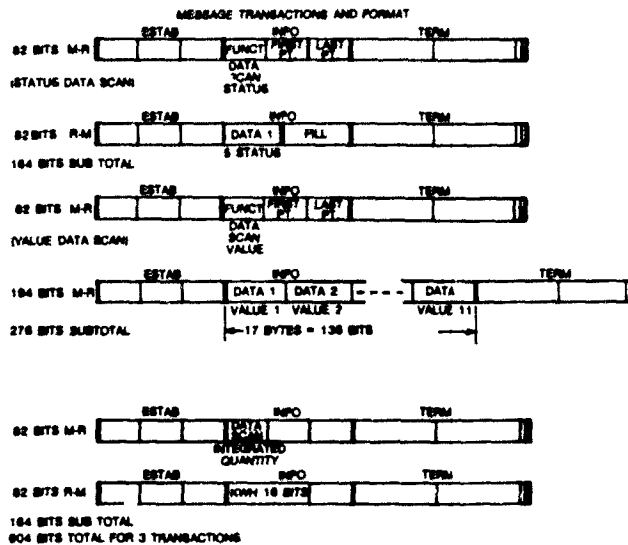 MESSAGE TRANSACTIONS AND FORMAT
ESTAB INFO TERM
82 BITS M-R FUNCT FIRST PT LAST PT
DATA SCAN STATUS
(STATUS DATA SCAN)
ESTAB INFO TERM
82 BITS R-M DATA 1 FILL
5 STATUS
164 BITS SUB TOTAL
ESTAB INFO TERM
82 BITS M-R FUNCT FIRST PT LAST PT
DATA SCAN VALUE
(VALUE DATA SCAN)
ESTAB INFO TERM
194 BITS M-R DATA 1 DATA 2 DATA
VALUE 1 VALUE 2 VALUE 11
276 BITS SUBTOTAL 17 BYTES = 136 BITS
ESTAB INFO TERM
82 BITS M-R DATA SCAN
INTEGRATED QUANTITY
ESTAB INFO TERM
82 BITS R-M KWH 16 BITS
164 BITS SUB TOTAL
604 BITS TOTAL FOR 3 TRANSACTIONS